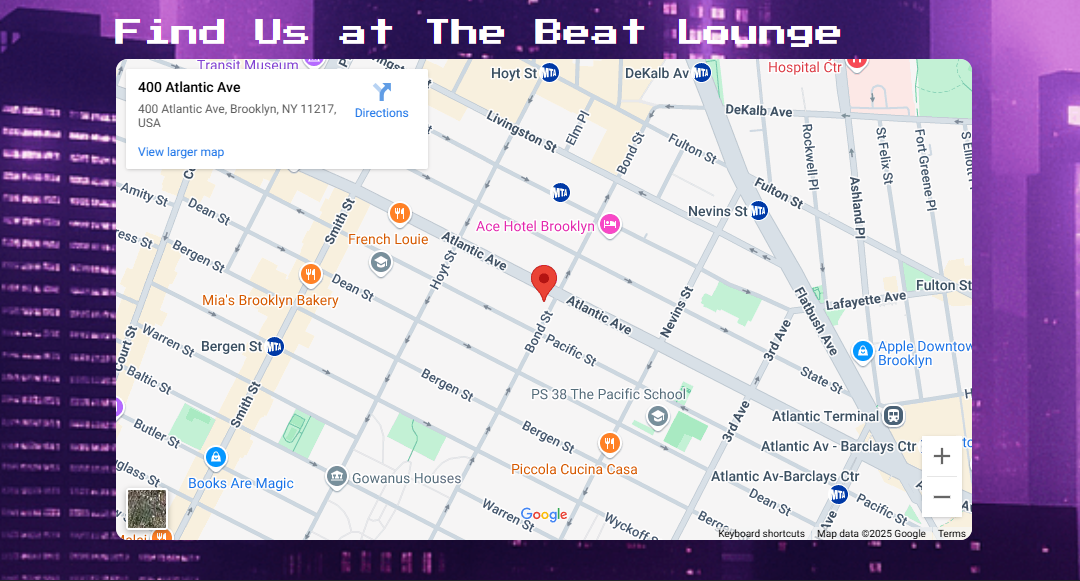 Find Us at The Beat Lounge
Transit Museum
Hoyt St
MTA
DeKalb Av
MTA
Hospital Ctr
400 Atlantic Ave
400 Atlantic Ave, Brooklyn, NY 11217,
USA
Directions
View larger map
DeKalb Ave
Livingston St
Elm Pl
Bond St
Fulton St
Rockwell Pl
St Felix St
Fort Greene Pl
Ashland Pl
MTA
Fulton St
Nevins St
MTA
Amity St
Dean St
Smith St
French Louie
Ace Hotel Brooklyn
Atlantic Ave
Hoyt St
Bergen St
Dean St
Mia's Brooklyn Bakery
Atlantic Ave
Nevins St
Flatbush Ave
Lafayette Ave
Fulton St
Court St
Warren St
Bergen St
MTA
Bond St
Pacific St
3rd Ave
Apple Downtow
Brooklyn
State St
Baltic St
Smith St
Bergen St
PS 38 The Pacific School
Atlantic Terminal
Butler St
Bergen St
3rd Ave
Atlantic Av - Barclays Ctr
Piccola Cucina Casa
Books Are Magic
Gowanus Houses
Atlantic Av-Barclays Ctr
MTA
Dean St
Pacific St
Warren St
Google
Wyckoff St
Keyboard shortcuts
Map data ©2025 Google
Terms